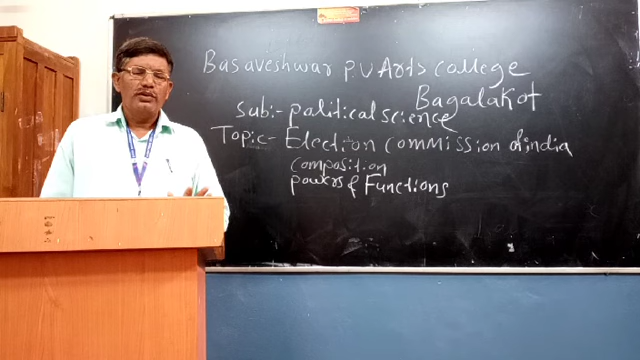 Basaveshwar P.U Arts college
Bagalakot
Sub:- political science
Topic:- Election commission of india
composition
powers & Functions